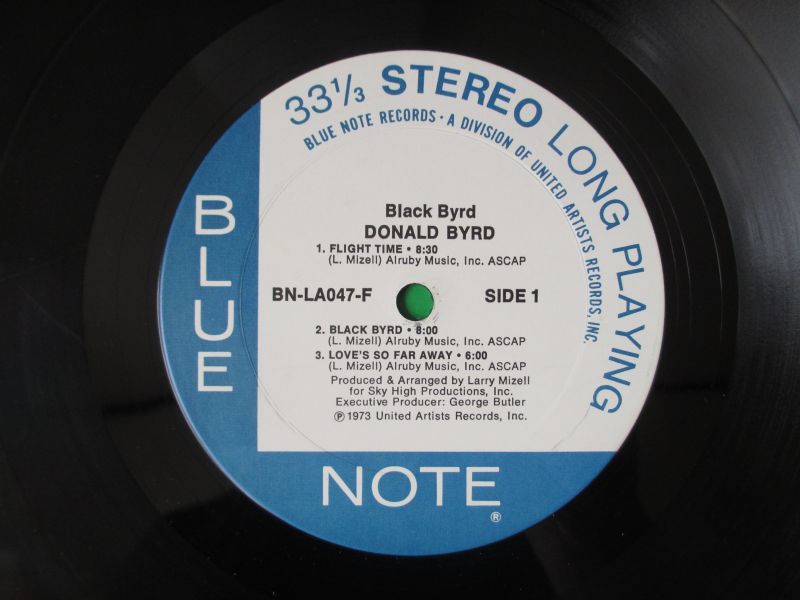 33⅓ STEREO LONG PLAYING
BLUE NOTE RECORDS • A DIVISION OF UNITED ARTISTS RECORDS, INC.
BLUE
Black Byrd
DONALD BYRD
1. FLIGHT TIME • 8:30
(L. Mizell) Alruby Music, Inc. ASCAP
BN-LA047-F SIDE 1
2. BLACK BYRD • 8:00
(L. Mizell) Alruby Music, Inc. ASCAP
3. LOVE'S SO FAR AWAY • 6:00
(L. Mizell) Alruby Music, Inc. ASCAP
Produced & Arranged by Larry Mizell
for Sky High Productions, Inc.
Executive Producer: George Butler
℗ 1973 United Artists Records, Inc.
NOTE
®